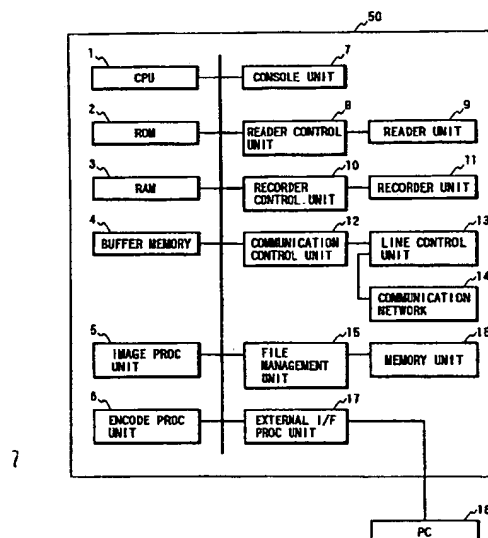 50
1
CPU
7
CONSOLE UNIT
2
ROM
8
READER CONTROL
UNIT
9
READER UNIT
3
RAM
10
RECORDER
CONTROL.UNIT
11
RECORDER UNIT
4
BUFFER MEMORY
12
COMMUNICATION
CONTROL UNIT
13
LINE CONTROL
UNIT
14
COMMUNICATION
NETWORK
5
IMAGE PROC
UNIT
15
FILE
MANAGEMENT
UNIT
16
MEMORY UNIT
6
ENCODE PROC
UNIT
17
EXTERNAL I/F
PROC UNIT
18
PC